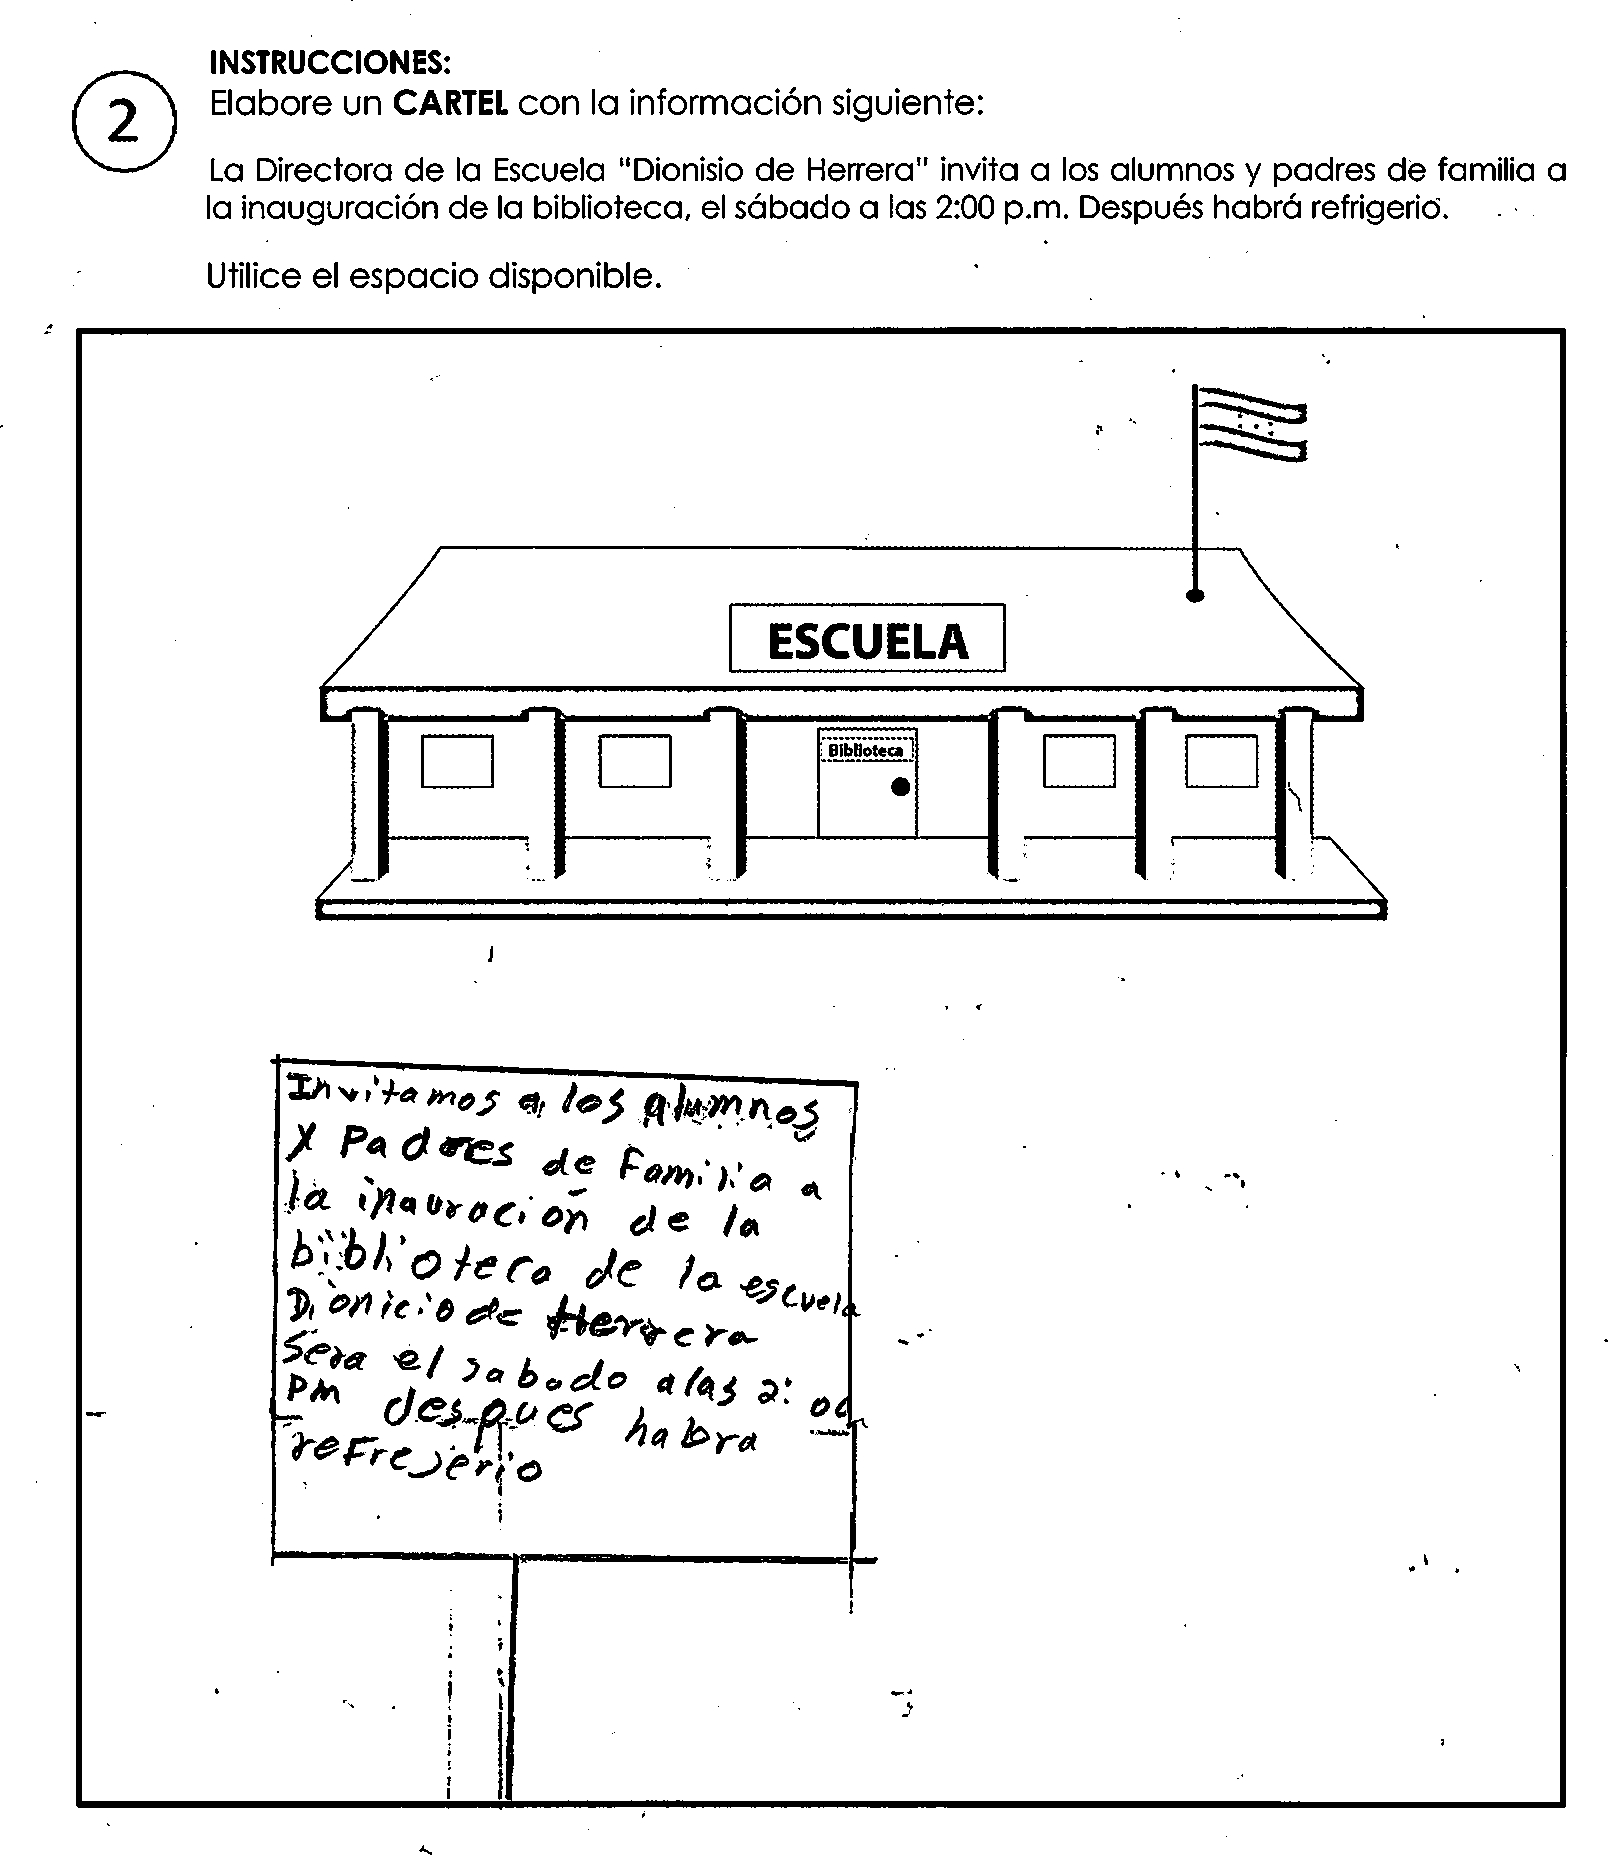 INSTRUCCIONES:
2
Elabore un CARTEL con la información siguiente:
La Directora de la Escuela "Dionisio de Herrera" invita a los alumnos y padres de familia a
la inauguración de la biblioteca, el sábado a las 2:00 p.m. Después habrá refrigerio.
Utilice el espacio disponible.
ESCUELA
Biblioteca
Invitamos a los alumnos
y Padres de Familia a
la inauración de la
biblioteca de la escuela
Dionicio de Herrera
Sera el sabado alas 2:00
PM despues habra
reFrejerio